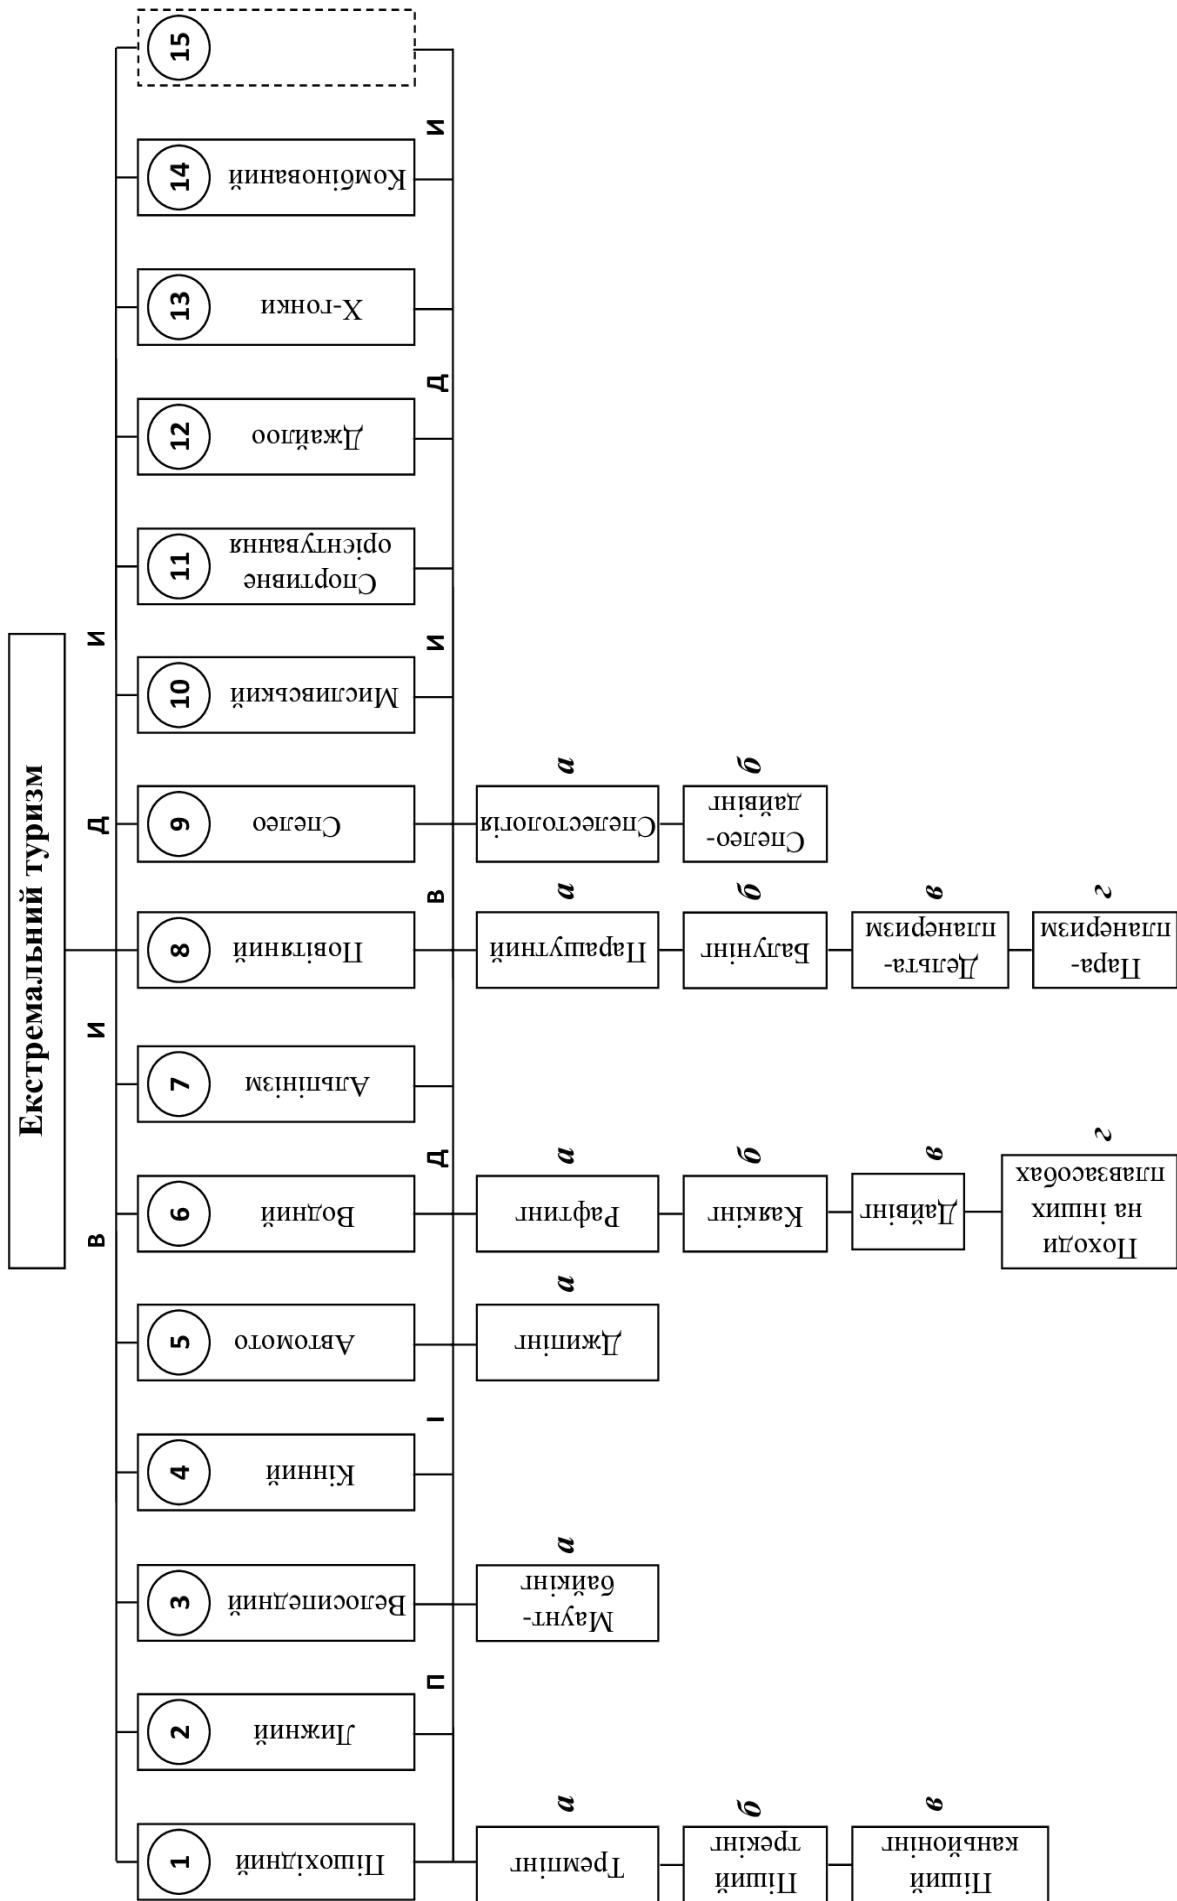 Екстремальний туризм
В И Д И
1
Пішохідний
2
Лижний
3
Велосипедний
4
Кінний
5
Автомото
6
Водний
7
Альпінізм
8
Повітяний
9
Спелео
10
Мисливський
11
Спортивне
орієнтування
12
Джайлоо
13
Х-гонки
14
Комбінований
15
П І Д В И Д И
а
Тремпінг
б
Піший
трекінг
в
Піший
каньйонінг
а
Маунт-
байкінг
а
Джипінг
а
Рафтинг
б
Каякінг
в
Дайвінг
г
Походи
на інших
плавзасобах
а
Парашутний
б
Балунінг
в
Дельта-
планеризм
г
Пара-
планеризм
а
Спелестологія
б
Спелео-
дайвінг